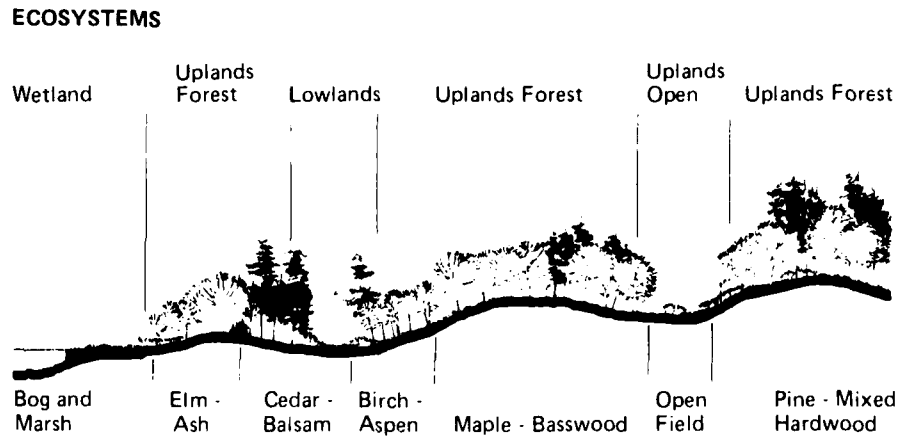 ECOSYSTEMS
Wetland
Uplands
Forest
Lowlands
Uplands Forest
Uplands
Open
Uplands Forest
Bog and
Marsh
Elm -
Ash
Cedar -
Balsam
Birch -
Aspen
Maple - Basswood
Open
Field
Pine - Mixed
Hardwood